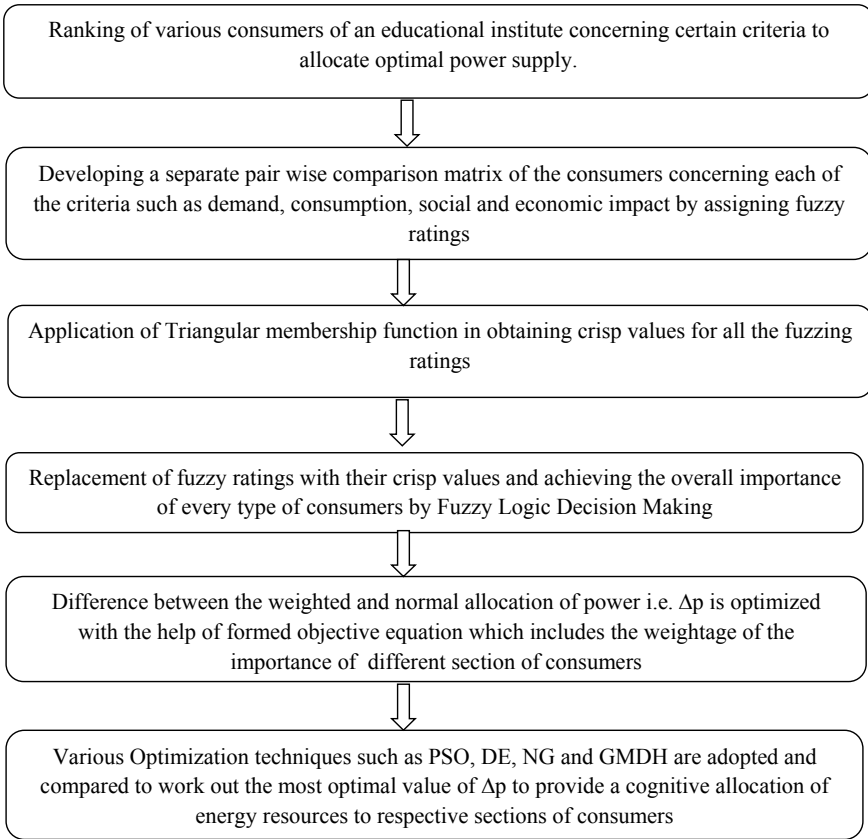 Ranking of various consumers of an educational institute concerning certain criteria to
allocate optimal power supply.
Developing a separate pair wise comparison matrix of the consumers concerning each of
the criteria such as demand, consumption, social and economic impact by assigning fuzzy
ratings
Application of Triangular membership function in obtaining crisp values for all the fuzzing
ratings
Replacement of fuzzy ratings with their crisp values and achieving the overall importance
of every type of consumers by Fuzzy Logic Decision Making
Difference between the weighted and normal allocation of power i.e. Δp is optimized
with the help of formed objective equation which includes the weightage of the
importance of different section of consumers
Various Optimization techniques such as PSO, DE, NG and GMDH are adopted and
compared to work out the most optimal value of Δp to provide a cognitive allocation of
energy resources to respective sections of consumers